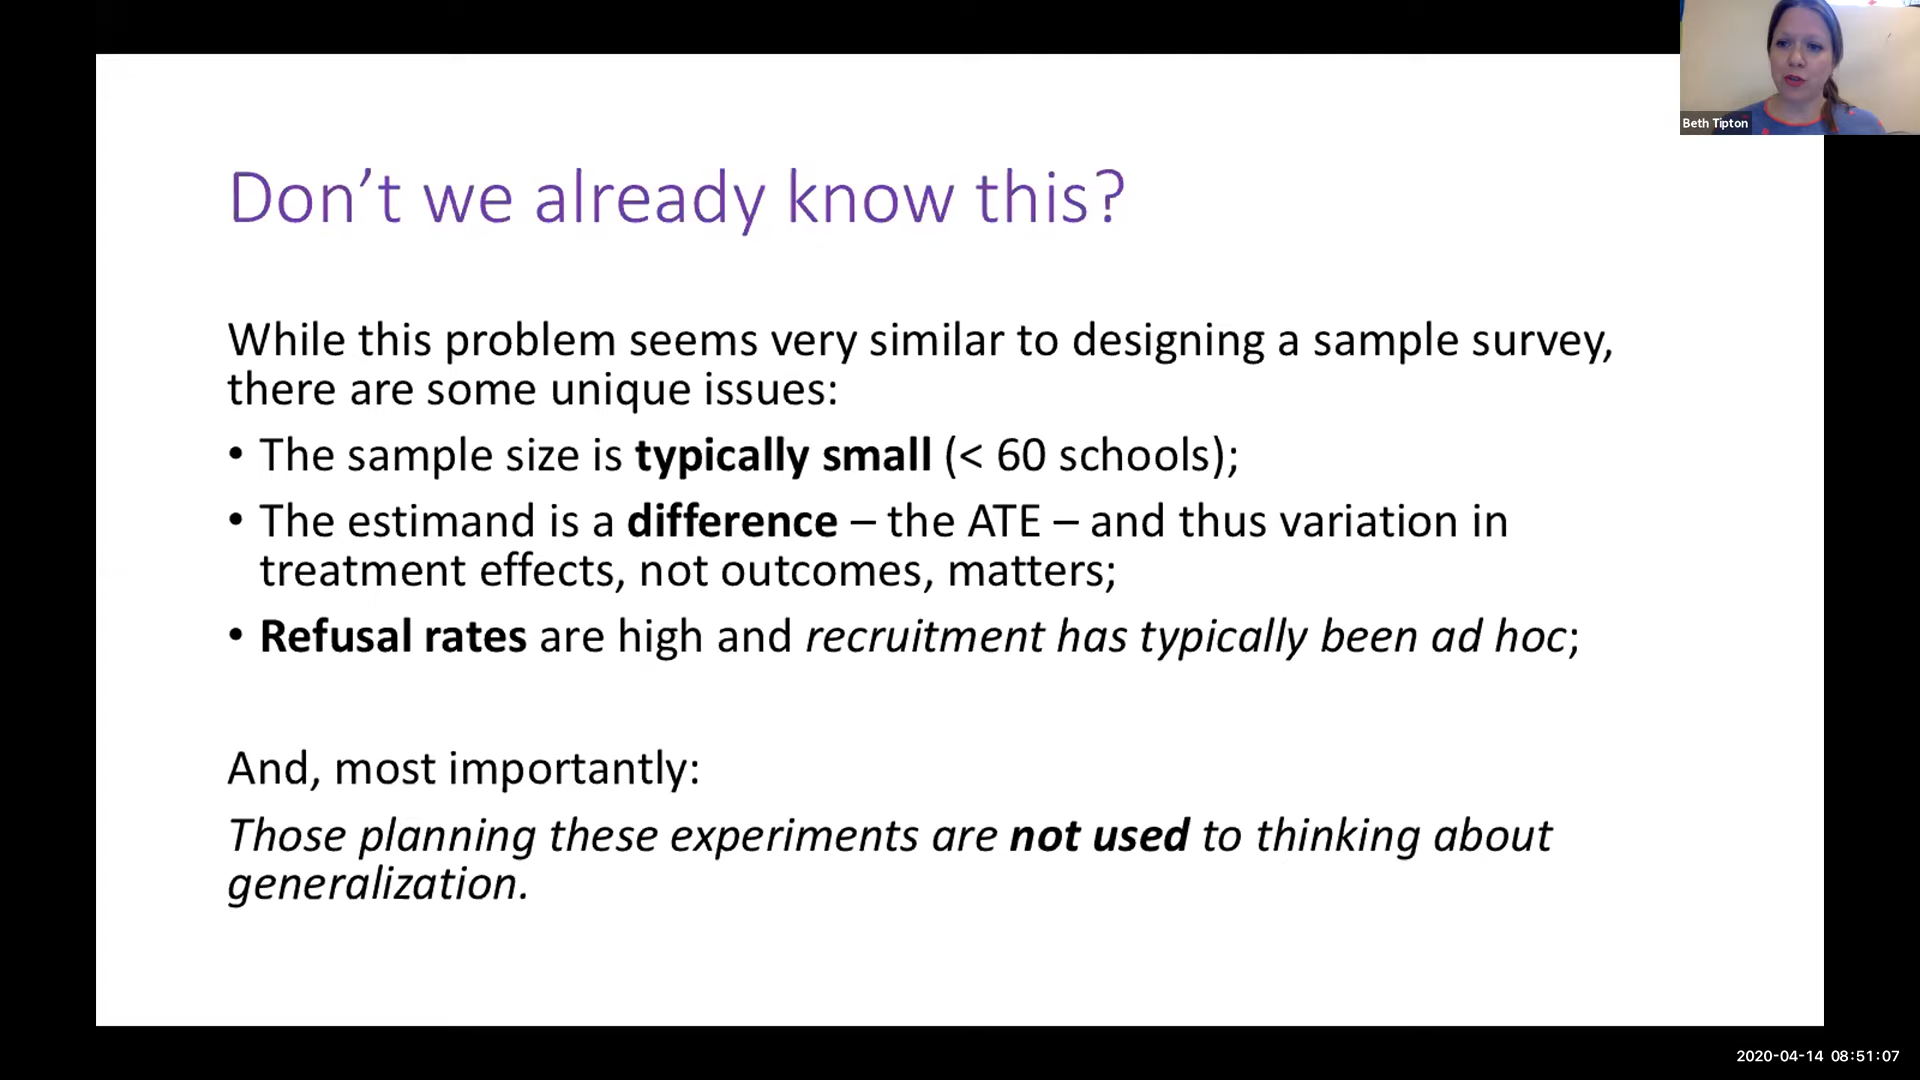 Beth Tipton
Don’t we already know this?
While this problem seems very similar to designing a sample survey,
there are some unique issues:
• The sample size is typically small (< 60 schools);
• The estimand is a difference – the ATE – and thus variation in
treatment effects, not outcomes, matters;
• Refusal rates are high and recruitment has typically been ad hoc;
And, most importantly:
Those planning these experiments are not used to thinking about
generalization.
2020-04-14 08:51:07